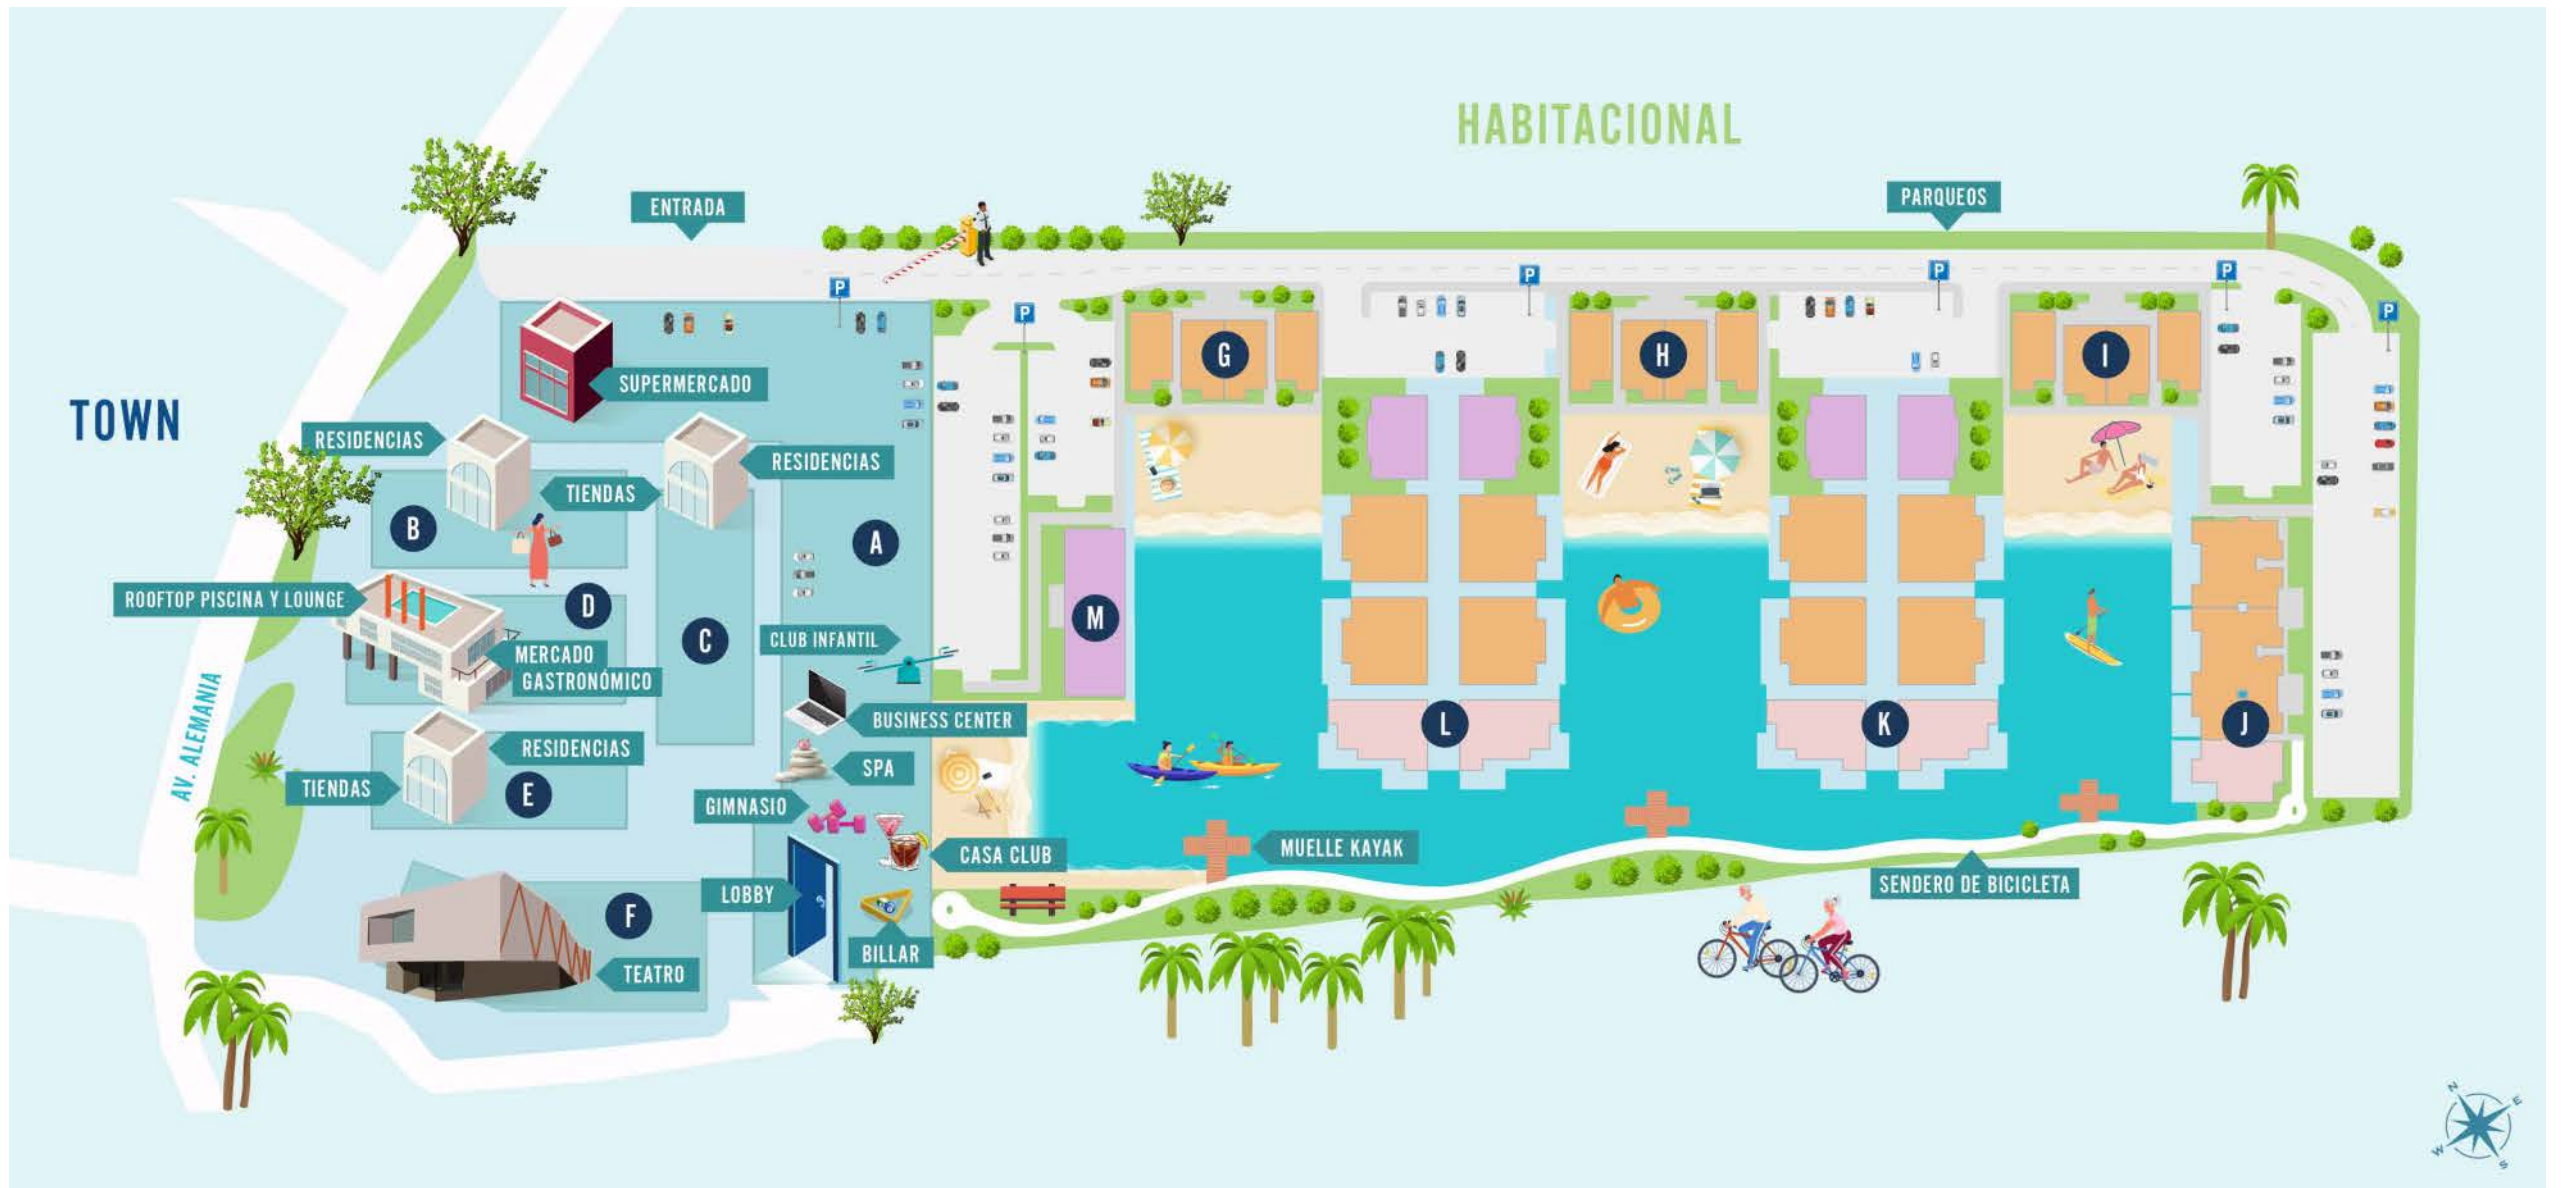 HABITACIONAL
ENTRADA
PARQUEOS
P
P
P
P
P
P
SUPERMERCADO
G
H
I
TOWN
RESIDENCIAS
RESIDENCIAS
TIENDAS
B
A
ROOFTOP PISCINA Y LOUNGE
D
C
M
CLUB INFANTIL
MERCADO
GASTRONÓMICO
AV. ALEMANIA
BUSINESS CENTER
L
K
J
RESIDENCIAS
SPA
TIENDAS
E
GIMNASIO
CASA CLUB
MUELLE KAYAK
LOBBY
SENDERO DE BICICLETA
F
BILLAR
TEATRO
N
E
W
S